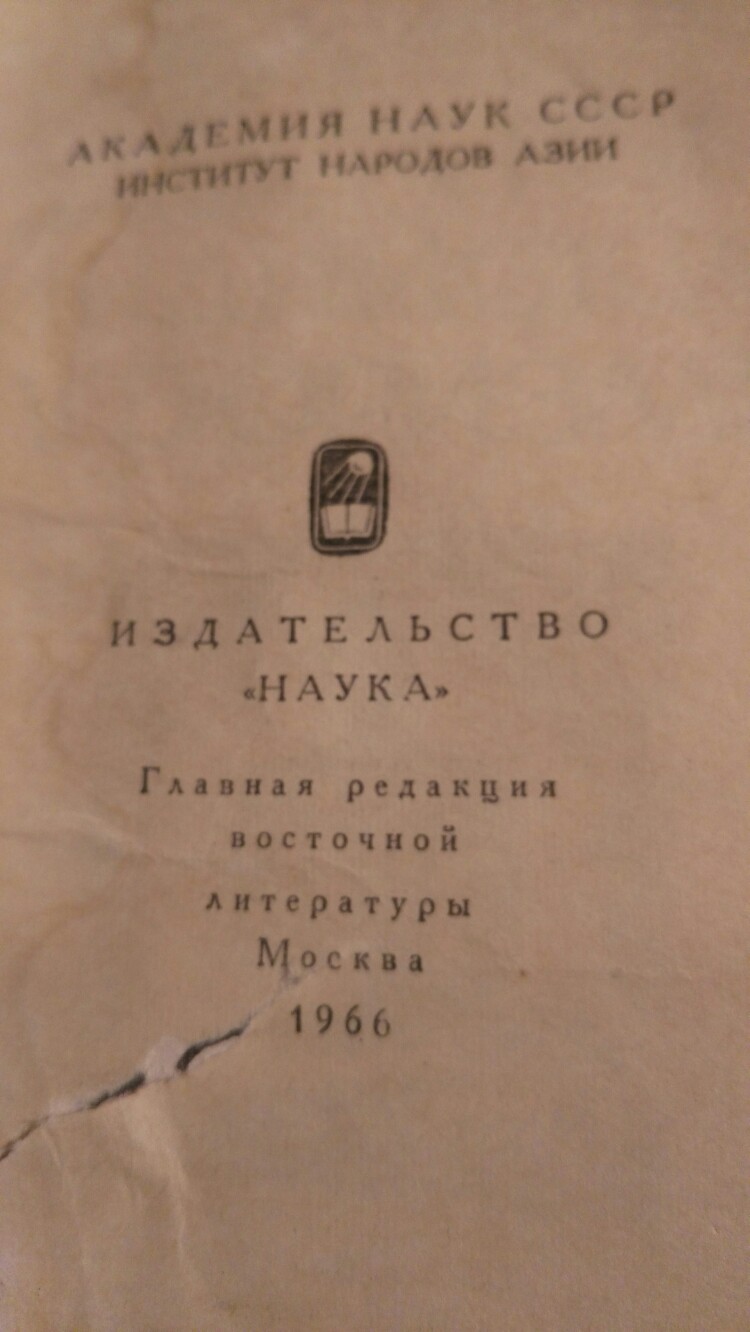 АКАДЕМИЯ НАУК СССР
ИНСТИТУТ НАРОДОВ АЗИИ
ИЗДАТЕЛЬСТВО
«НАУКА»
Главная редакция
восточной
литературы
Москва
1966